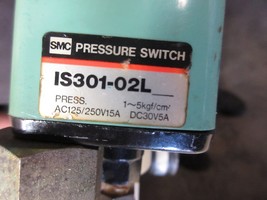 SMC PRESSURE SWITCH
IS301-02L
PRESS. 1~5kgf/cm²
AC125/250V15A DC30V5A